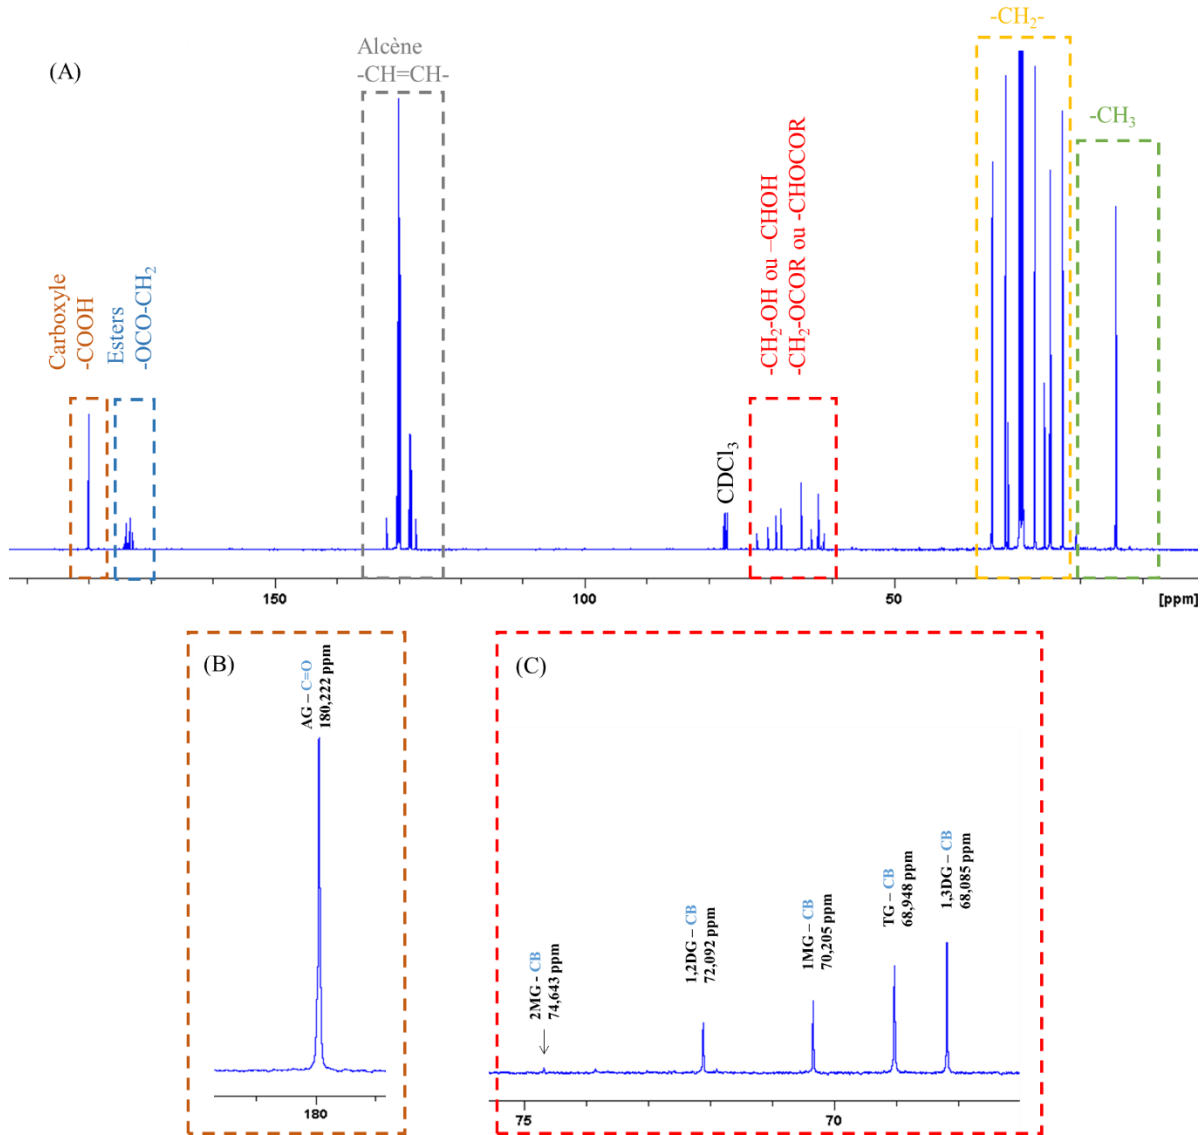 (A)
Carboxyle
-COOH
Esters
-OCO-CH₂
Alcène
-CH=CH-
CDCl₃
-CH₂-OH ou –CHOH
-CH₂-OCOR ou -CHOCOR
-CH₂-
-CH₃
150
100
50
[ppm]
(B)
AG – C=O
180,222 ppm
180
(C)
2MG - CB
74,643 ppm
1,2DG – CB
72,092 ppm
1MG – CB
70,205 ppm
TG – CB
68,948 ppm
1,3DG – CB
68,085 ppm
75
70